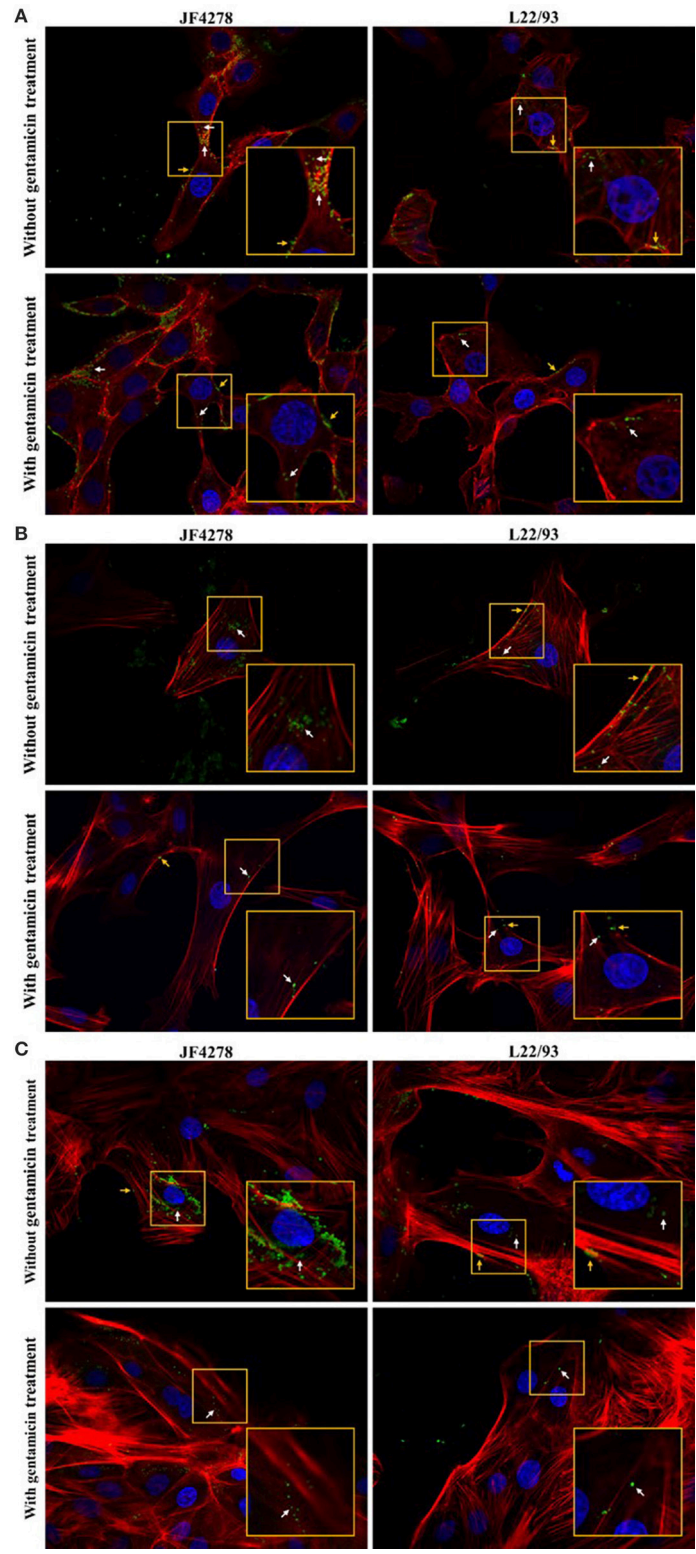 A
JF4278
L22/93
Without gentamicin treatment
With gentamicin treatment
B
JF4278
L22/93
Without gentamicin treatment
With gentamicin treatment
C
JF4278
L22/93
Without gentamicin treatment
With gentamicin treatment